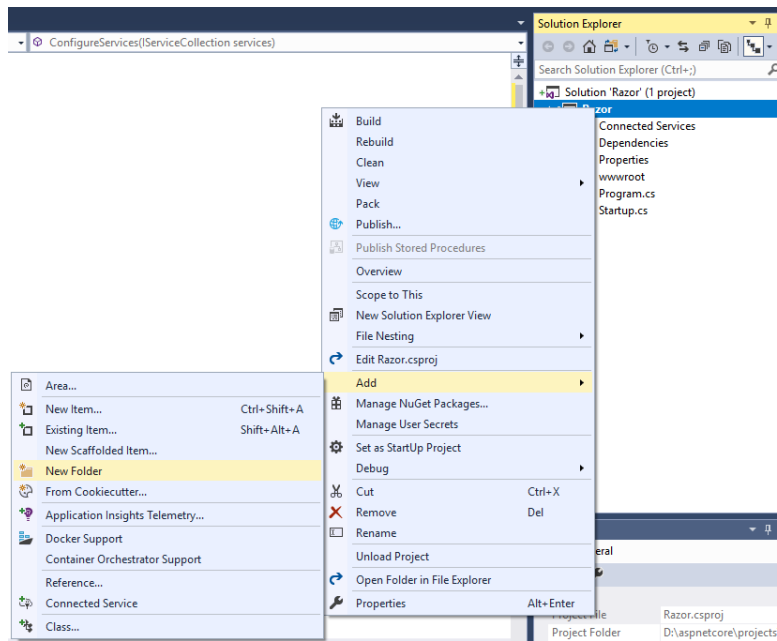 Solution Explorer
ConfigureServices(IServiceCollection services)
Search Solution Explorer (Ctrl+;)
Solution 'Razor' (1 project)
Razor
Connected Services
Dependencies
Properties
wwwroot
Program.cs
Startup.cs
Build
Rebuild
Clean
View
Pack
Publish...
Publish Stored Procedures
Overview
Scope to This
New Solution Explorer View
File Nesting
Edit Razor.csproj
Add
Manage NuGet Packages...
Manage User Secrets
Set as StartUp Project
Debug
Cut Ctrl+X
Remove Del
Rename
Unload Project
Open Folder in File Explorer
Properties Alt+Enter
Area...
New Item... Ctrl+Shift+A
Existing Item... Shift+Alt+A
New Scaffolded Item...
New Folder
From Cookiecutter...
Application Insights Telemetry...
Docker Support
Container Orchestrator Support
Reference...
Connected Service
Class...
eral
Project File Razor.csproj
Project Folder D:\aspnetcore\projects